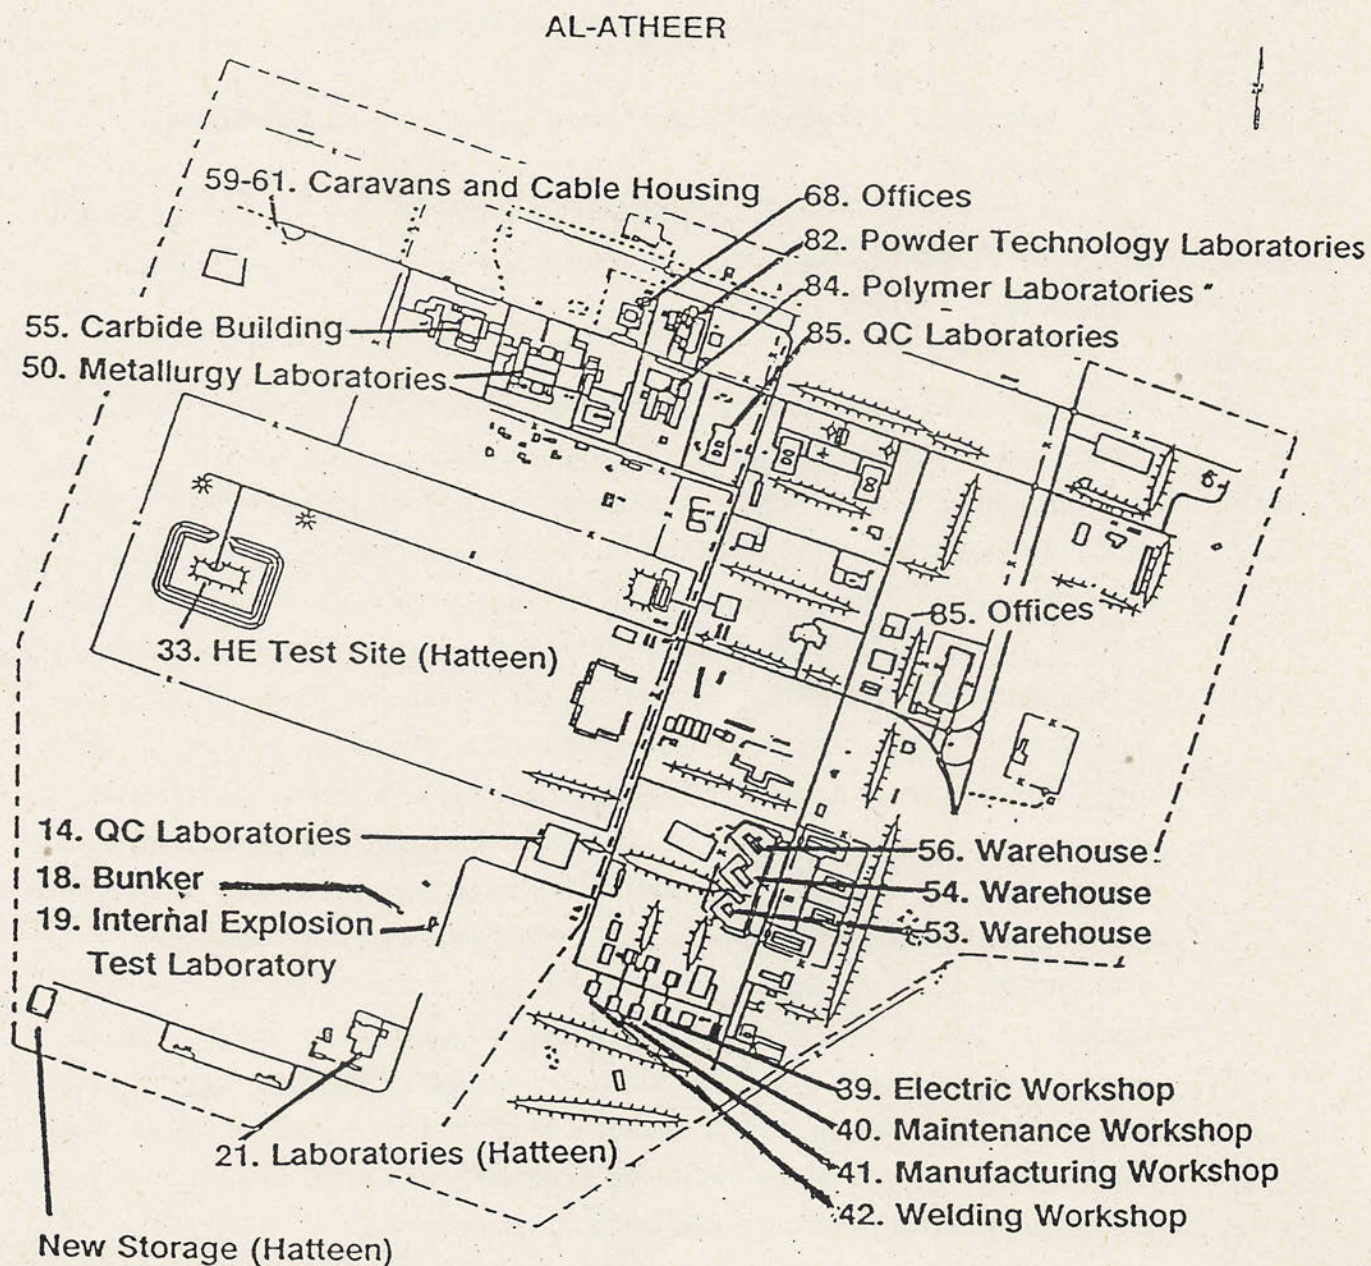 AL-ATHEER
59-61. Caravans and Cable Housing
68. Offices
82. Powder Technology Laboratories
84. Polymer Laboratories
85. QC Laboratories
55. Carbide Building
50. Metallurgy Laboratories
85. Offices
33. HE Test Site (Hatteen)
14. QC Laboratories
18. Bunker
19. Internal Explosion
Test Laboratory
56. Warehouse
54. Warehouse
53. Warehouse
39. Electric Workshop
40. Maintenance Workshop
41. Manufacturing Workshop
42. Welding Workshop
21. Laboratories (Hatteen)
New Storage (Hatteen)